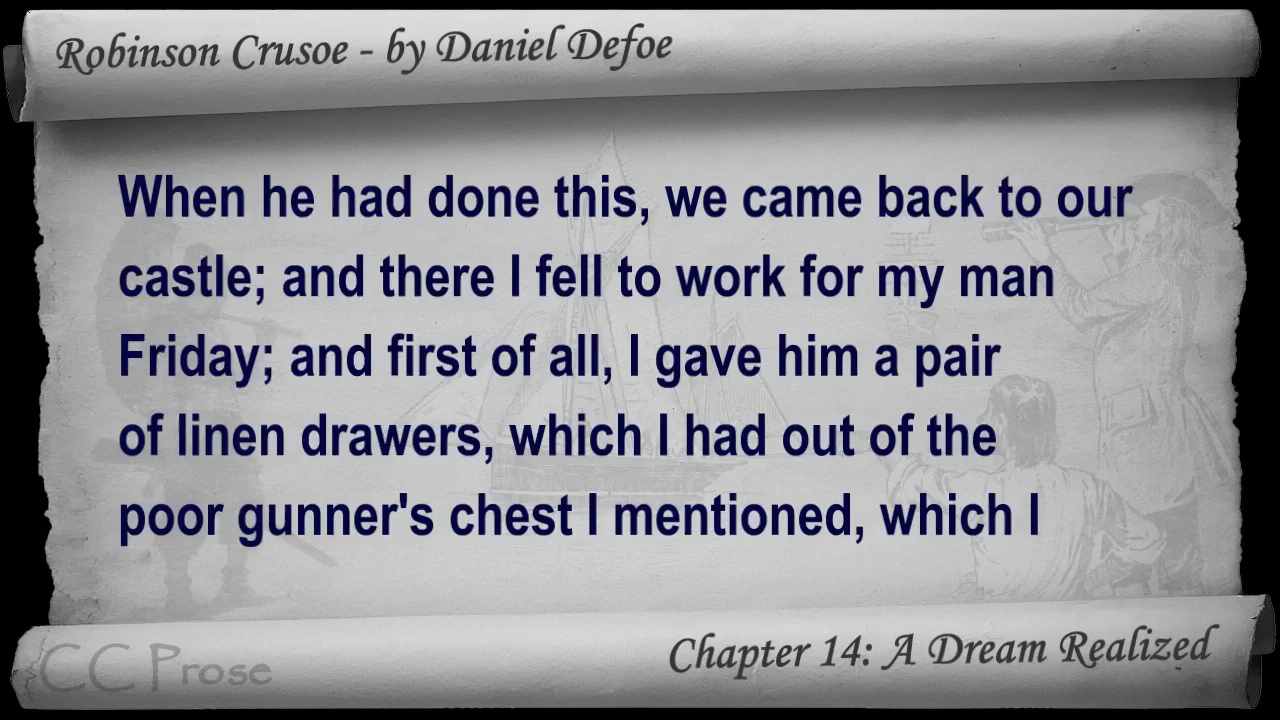 Robinson Crusoe - by Daniel Defoe
When he had done this, we came back to our
castle; and there I fell to work for my man
Friday; and first of all, I gave him a pair
of linen drawers, which I had out of the
poor gunner's chest I mentioned, which I
CC Prose
Chapter 14: A Dream Realized